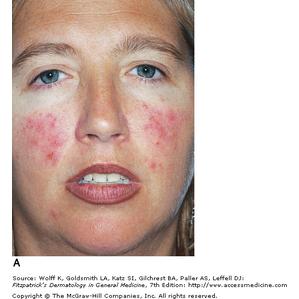 A
Source: Wolff K, Goldsmith LA, Katz SI, Gilchrest BA, Paller AS, Leffell DJ:
Fitzpatrick's Dermatology in General Medicine, 7th Edition: http://www.accessmedicine.com
Copyright © The McGraw-Hill Companies, Inc. All rights reserved.